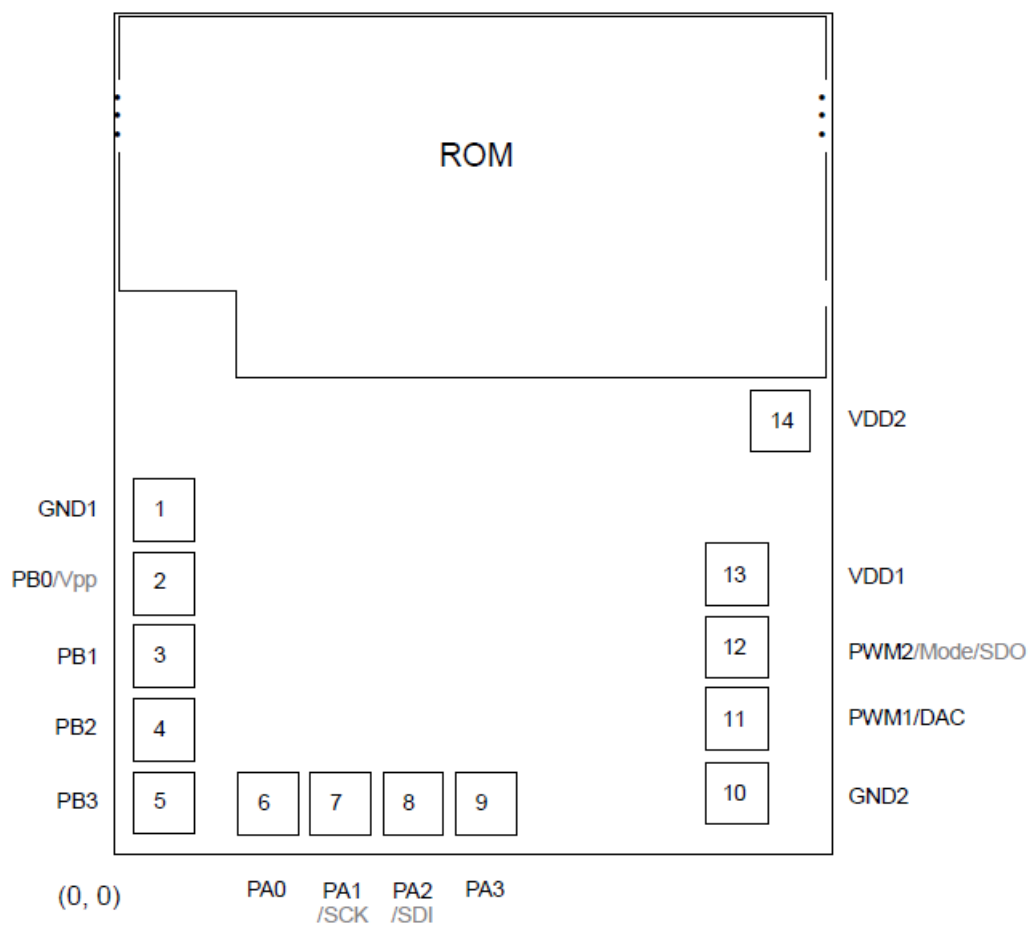 ROM
14 VDD2
GND1 1
PB0/Vpp 2
13 VDD1
PB1 3
12 PWM2/Mode/SDO
PB2 4
11 PWM1/DAC
PB3 5
6 7 8 9
10 GND2
(0, 0)
PA0 PA1 PA2 PA3
/SCK /SDI